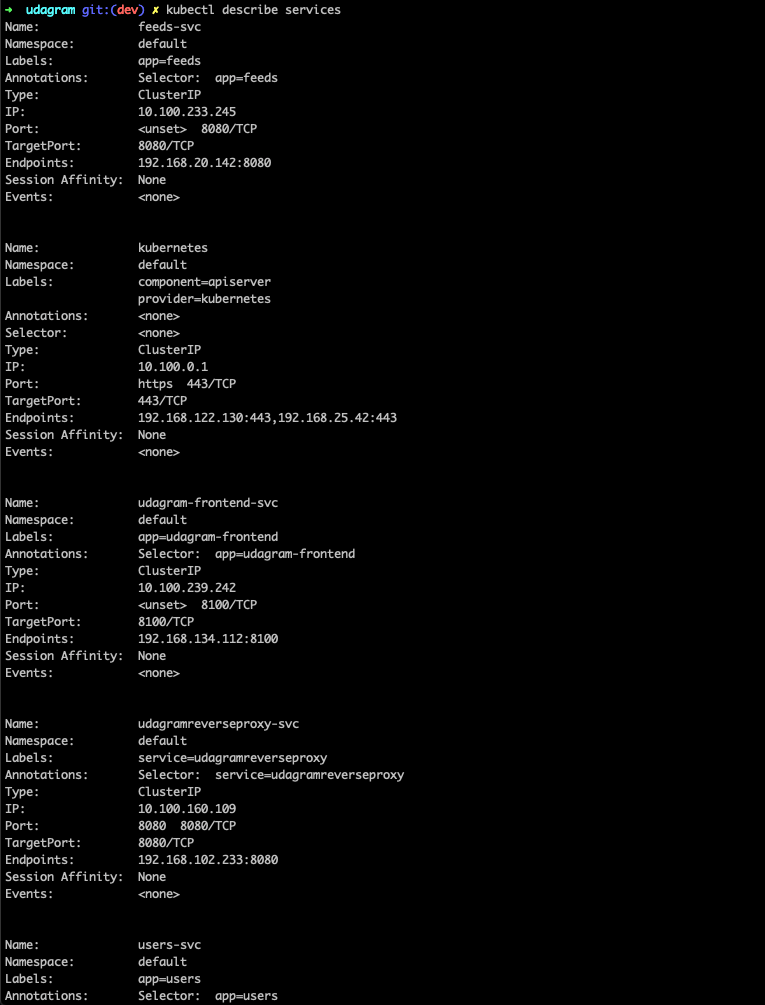 ➜  udagram git:(dev) ✗ kubectl describe services
Name:              feeds-svc
Namespace:         default
Labels:            app=feeds
Annotations:       Selector:  app=feeds
Type:              ClusterIP
IP:                10.100.233.245
Port:              <unset>  8080/TCP
TargetPort:        8080/TCP
Endpoints:         192.168.20.142:8080
Session Affinity:  None
Events:            <none>
Name:              kubernetes
Namespace:         default
Labels:            component=apiserver
                   provider=kubernetes
Annotations:       <none>
Selector:          <none>
Type:              ClusterIP
IP:                10.100.0.1
Port:              https  443/TCP
TargetPort:        443/TCP
Endpoints:         192.168.122.130:443,192.168.25.42:443
Session Affinity:  None
Events:            <none>
Name:              udagram-frontend-svc
Namespace:         default
Labels:            app=udagram-frontend
Annotations:       Selector:  app=udagram-frontend
Type:              ClusterIP
IP:                10.100.239.242
Port:              <unset>  8100/TCP
TargetPort:        8100/TCP
Endpoints:         192.168.134.112:8100
Session Affinity:  None
Events:            <none>
Name:              udagramreverseproxy-svc
Namespace:         default
Labels:            service=udagramreverseproxy
Annotations:       Selector:  service=udagramreverseproxy
Type:              ClusterIP
IP:                10.100.160.109
Port:              8080  8080/TCP
TargetPort:        8080/TCP
Endpoints:         192.168.102.233:8080
Session Affinity:  None
Events:            <none>
Name:              users-svc
Namespace:         default
Labels:            app=users
Annotations:       Selector:  app=users